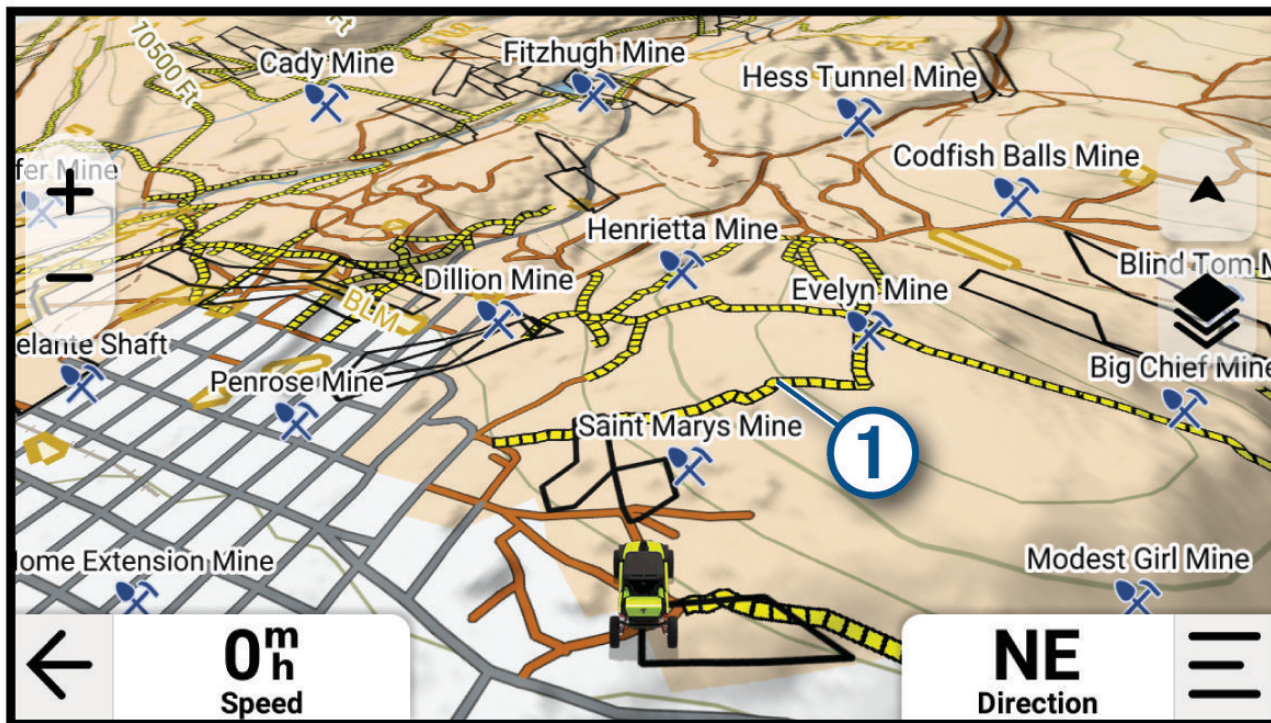 Ft
10500 Ft
Cady Mine
Fitzhugh Mine
Hess Tunnel Mine
Codfish Balls Mine
fer Mine
+
−
Henrietta Mine
Dillion Mine
Evelyn Mine
Blind Tom M
BLM
elante Shaft
Penrose Mine
Big Chief Mine
Saint Marys Mine
1
ome Extension Mine
Modest Girl Mine
0 mh
Speed
NE
Direction